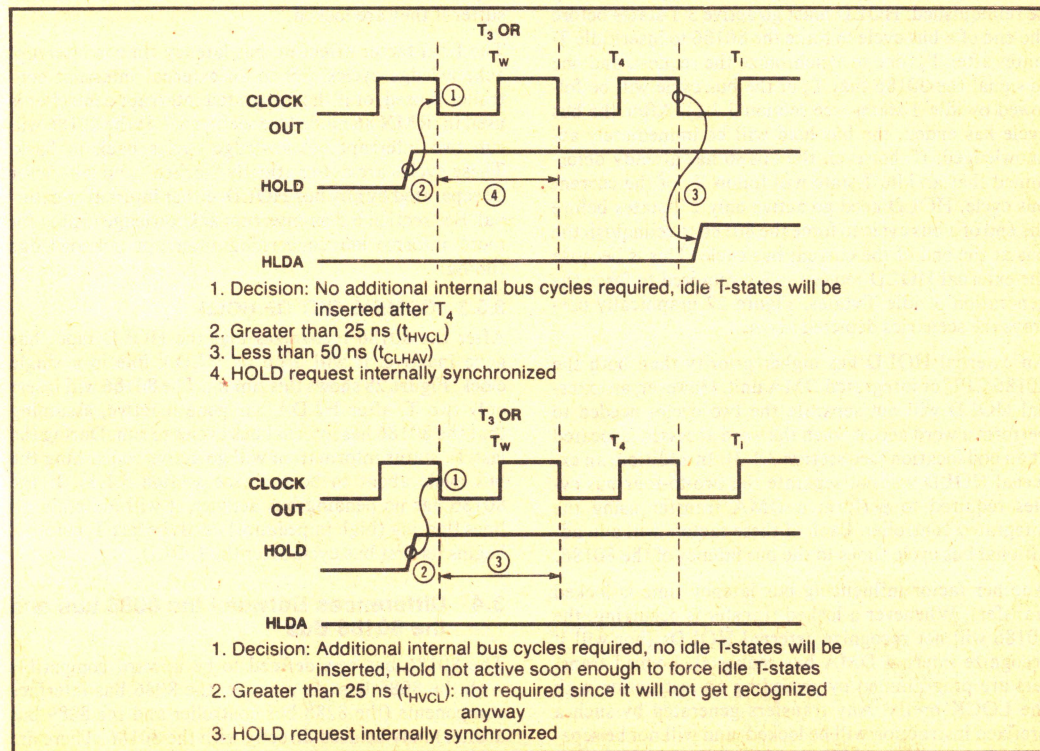 T3 OR
TW T4 Ti
CLOCK
OUT
1
HOLD
2 4 3
HLDA
1. Decision: No additional internal bus cycles required, idle T-states will be
inserted after T4
2. Greater than 25 ns (tHVCL)
3. Less than 50 ns (tCLHAV)
4. HOLD request internally synchronized
T3 OR
TW T4 Ti
CLOCK
OUT
1
HOLD
2 3
HLDA
1. Decision: Additional internal bus cycles required, no idle T-states will be
inserted, Hold not active soon enough to force idle T-states
2. Greater than 25 ns (tHVCL): not required since it will not get recognized
anyway
3. HOLD request internally synchronized